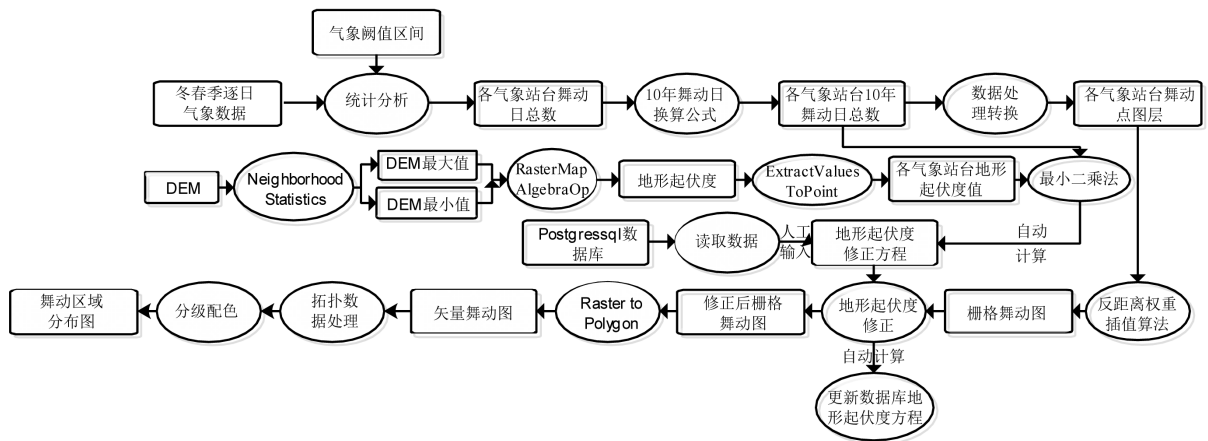 气象阙值区间
冬春季逐日
气象数据
统计分析
各气象站台舞动
日总数
10年舞动日
换算公式
各气象站台10年
舞动日总数
数据处
理转换
各气象站台舞动
点图层
DEM
Neighborhood
Statistics
DEM最大值
DEM最小值
RasterMap
AlgebraOp
地形起伏度
ExtractValues
ToPoint
各气象站台地形
起伏度值
最小二乘法
Postgressql数
据库
读取数据
人工
输入
地形起伏度
修正方程
自动
计算
舞动区域
分布图
分级配色
拓扑数
据处理
矢量舞动图
Raster to
Polygon
修正后栅格
舞动图
地形起伏度
修正
栅格舞动图
反距离权重
插值算法
自动计算
更新数据库地
形起伏度方程